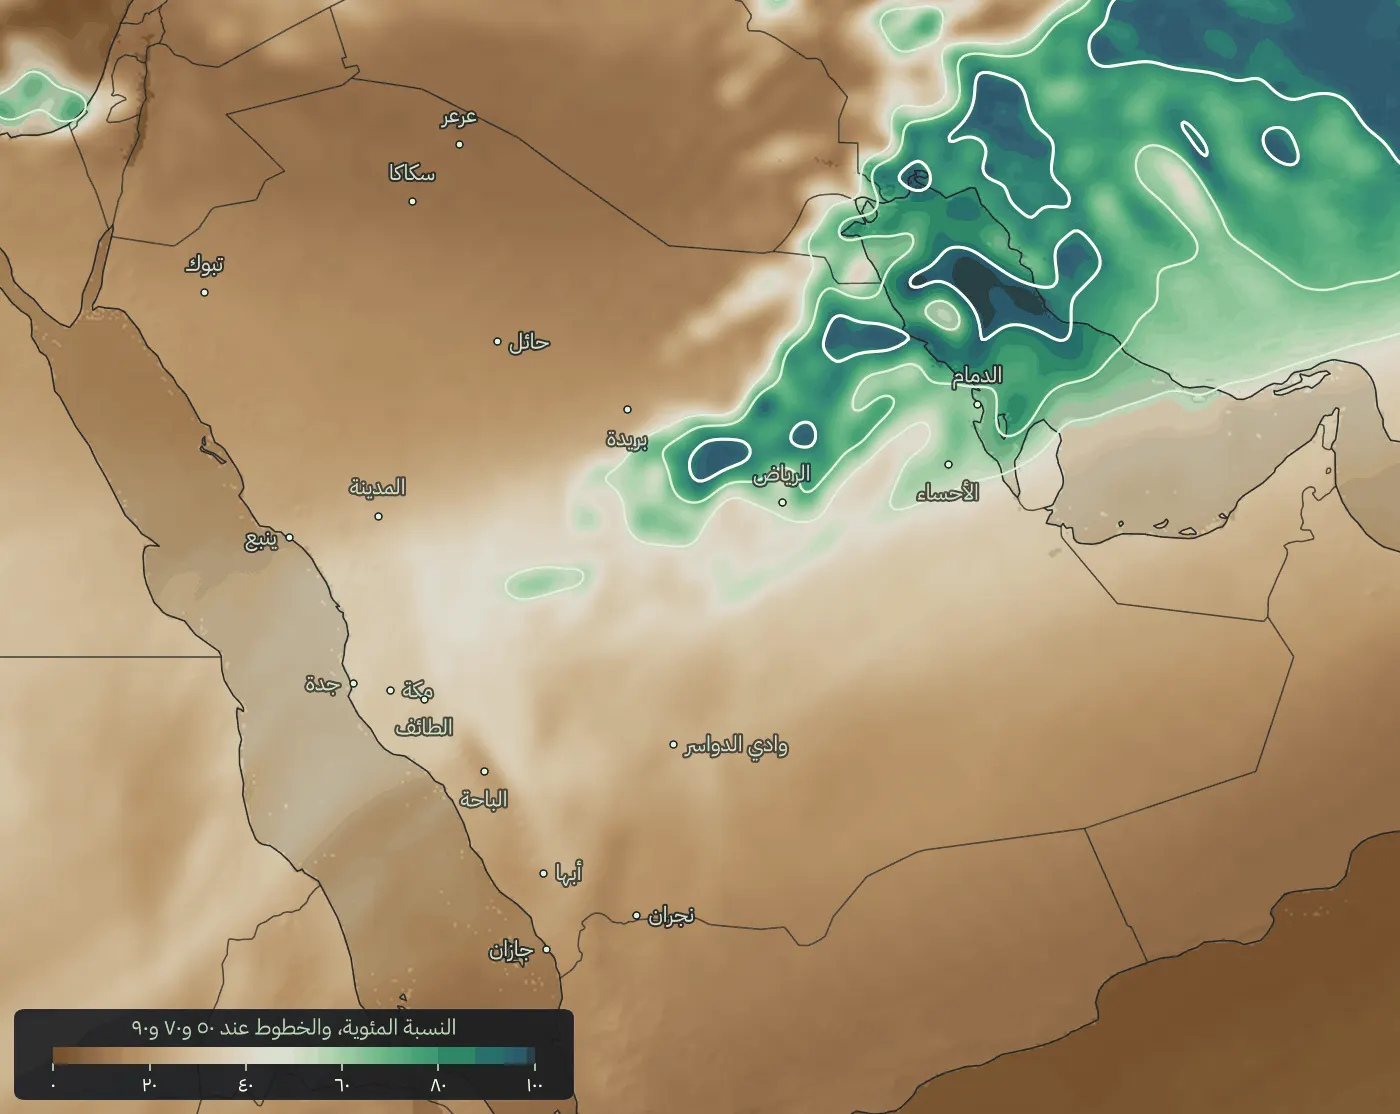 عرعر
سكاكا
تبوك
حائل
الدمام
بريدة
الرياض
المدينة
الأحساء
ينبع
جدة
مكة
الطائف
وادي الدواسر
الباحة
أبها
نجران
جازان
النسبة المئوية، والخطوط عند ٥٠ و٧٠ و٩٠
٠ ٢٠ ٤٠ ٦٠ ٨٠ ١٠٠